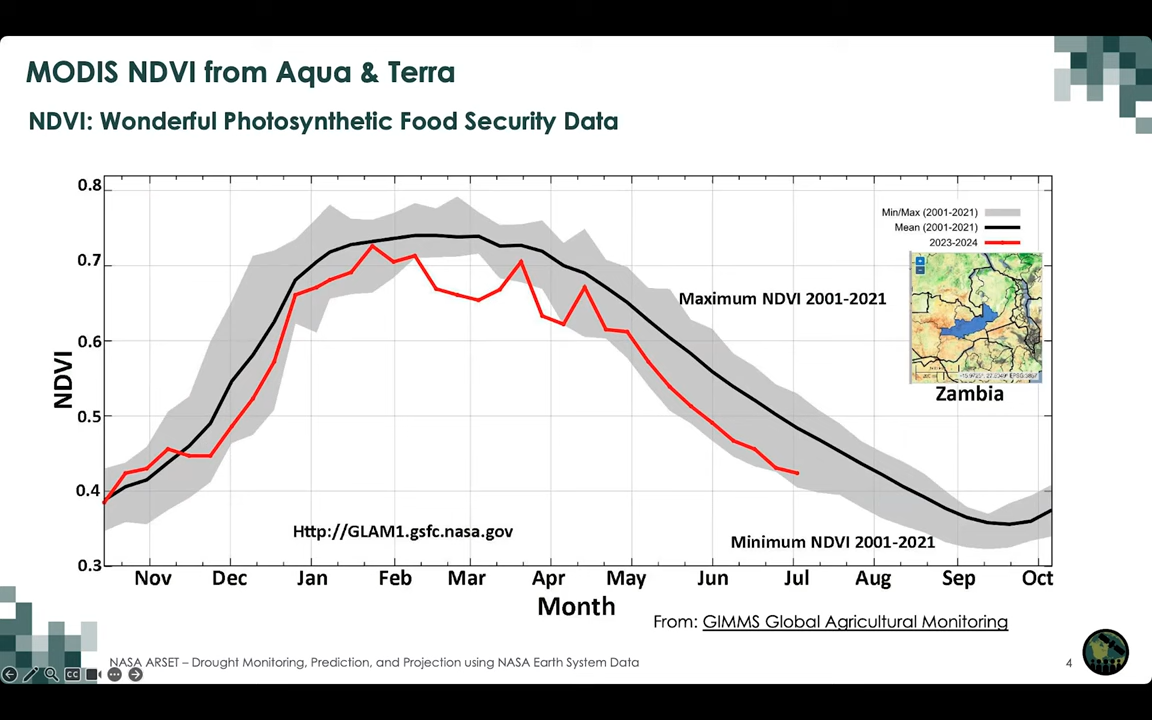 MODIS NDVI from Aqua & Terra
NDVI: Wonderful Photosynthetic Food Security Data
0.8
0.7
0.6
0.5
0.4
0.3
NDVI
Min/Max (2001-2021)
Mean (2001-2021)
2023-2024
Maximum NDVI 2001-2021
Zambia
Http://GLAM1.gsfc.nasa.gov
Minimum NDVI 2001-2021
Nov Dec Jan Feb Mar Apr May Jun Jul Aug Sep Oct
Month
From: GIMMS Global Agricultural Monitoring
NASA ARSET – Drought Monitoring, Prediction, and Projection using NASA Earth System Data
4
CC